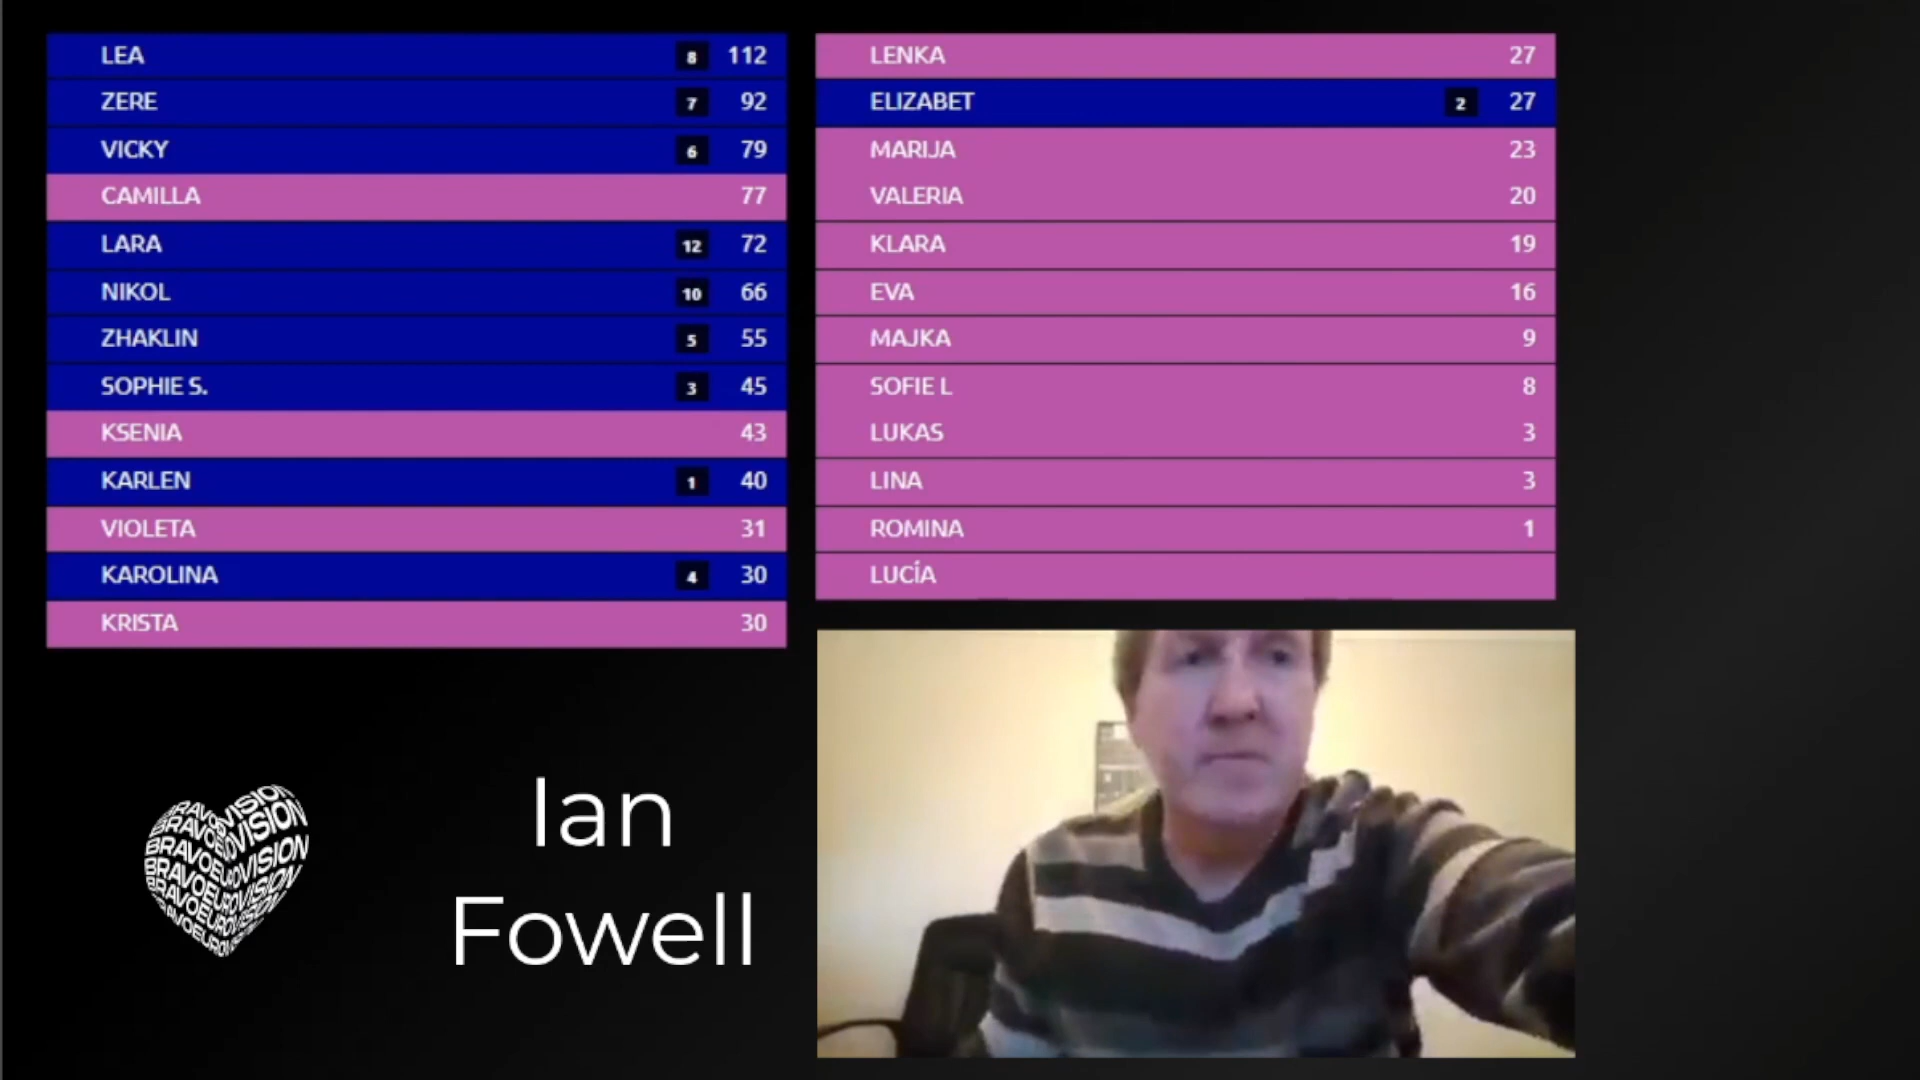 LEA 8 112
ZERE 7 92
VICKY 6 79
CAMILLA 77
LARA 12 72
NIKOL 10 66
ZHAKLIN 5 55
SOPHIE S. 3 45
KSENIA 43
KARLEN 1 40
VIOLETA 31
KAROLINA 4 30
KRISTA 30
LENKA 27
ELIZABET 2 27
MARIJA 23
VALERIA 20
KLARA 19
EVA 16
MAJKA 9
SOFIE L 8
LUKAS 3
LINA 3
ROMINA 1
LUCÍA
BRAVOEUROVISION
BRAVOEUROVISION
BRAVOEUROVISION
Ian
Fowell